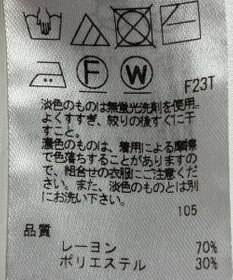 F
W
F23T
淡色のものは無蛍光洗剤を使用。
よくすすぎ、絞りの後すぐに干
すこと。
濃色のものは、着用による摩擦
で色落ちすることがありますの
で、組合せの衣服にご注意くださ
い。また、淡色のものとは別
にお洗い下さい。
105
品質
レーヨン 70%
ポリエステル 30%